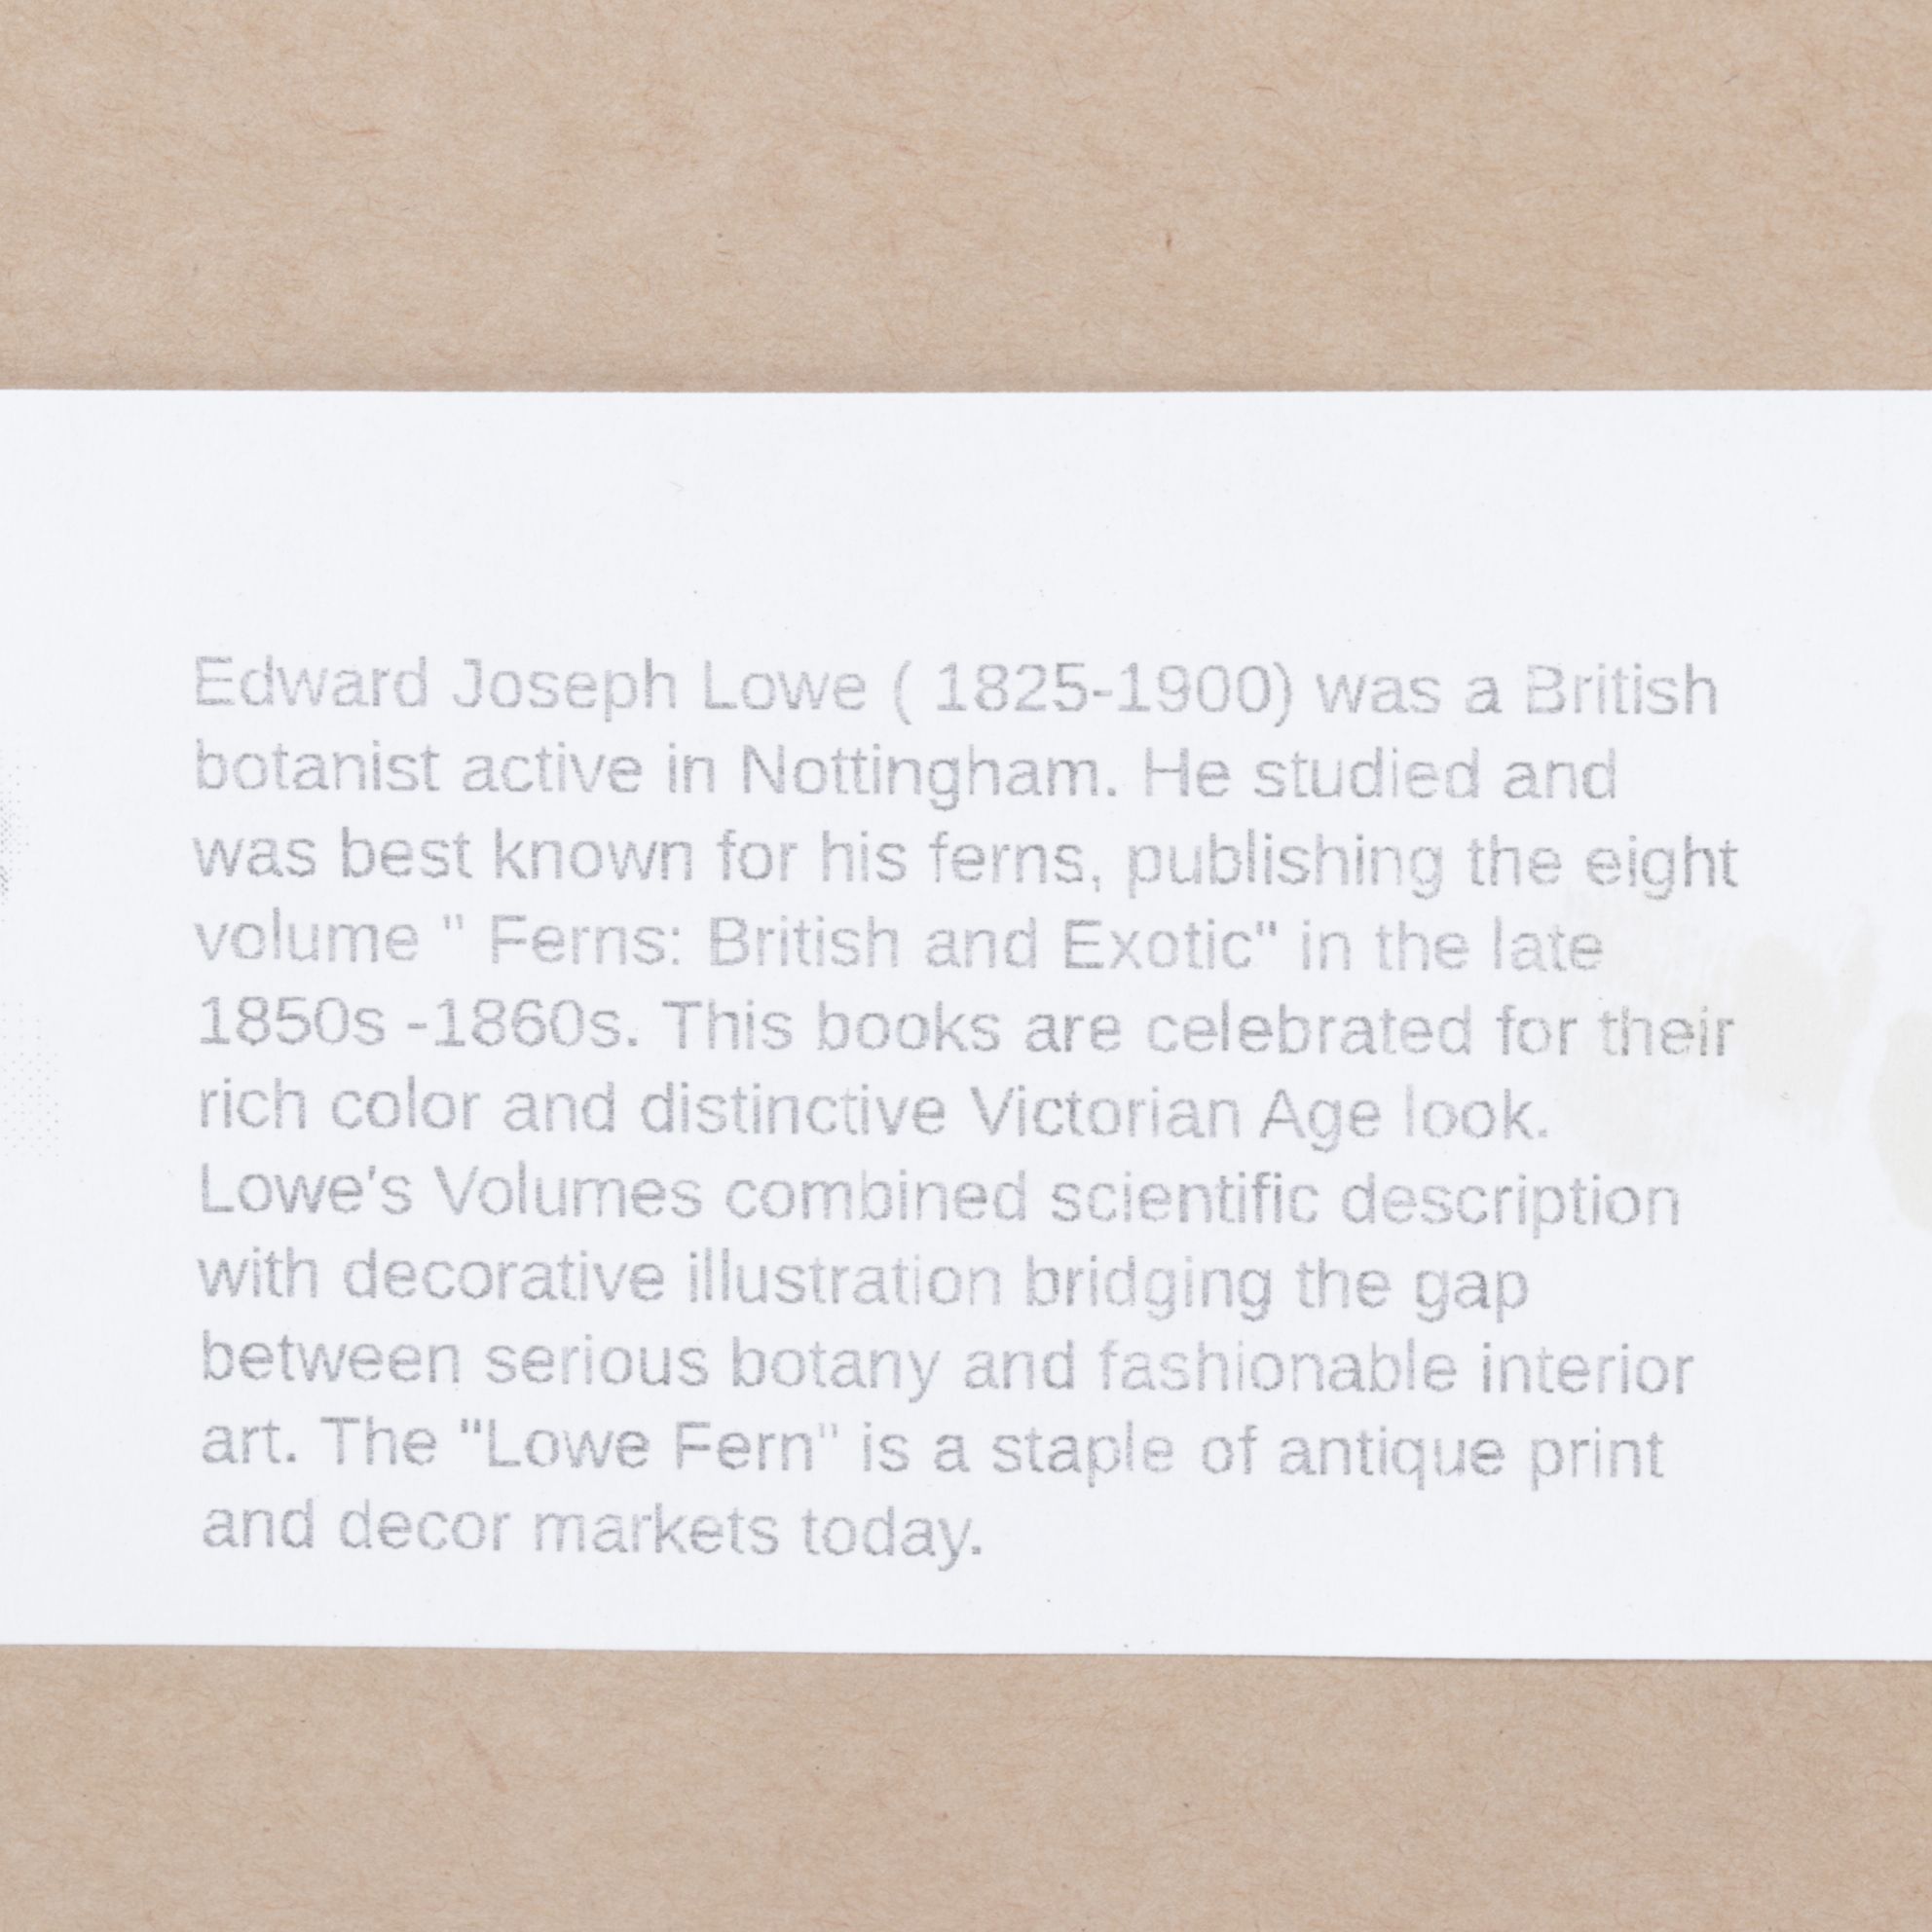 Edward Joseph Lowe ( 1825-1900) was a British
botanist active in Nottingham. He studied and
was best known for his ferns, publishing the eight
volume " Ferns: British and Exotic" in the late
1850s -1860s. This books are celebrated for their
rich color and distinctive Victorian Age look.
Lowe's Volumes combined scientific description
with decorative illustration bridging the gap
between serious botany and fashionable interior
art. The "Lowe Fern" is a staple of antique print
and decor markets today.